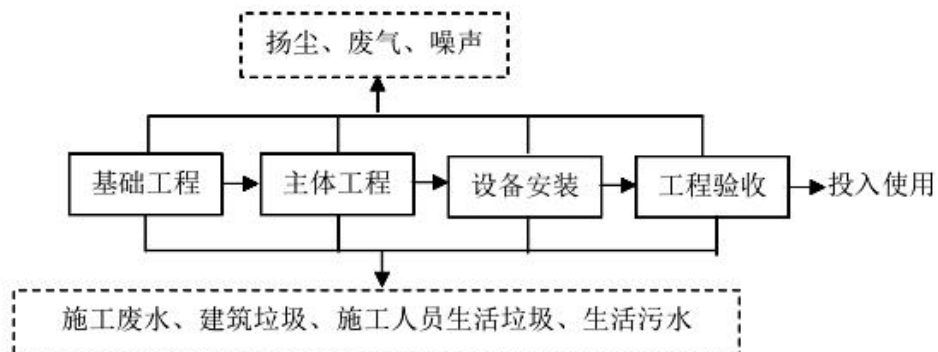 扬尘、废气、噪声
基础工程
主体工程
设备安装
工程验收
投入使用
施工废水、建筑垃圾、施工人员生活垃圾、生活污水